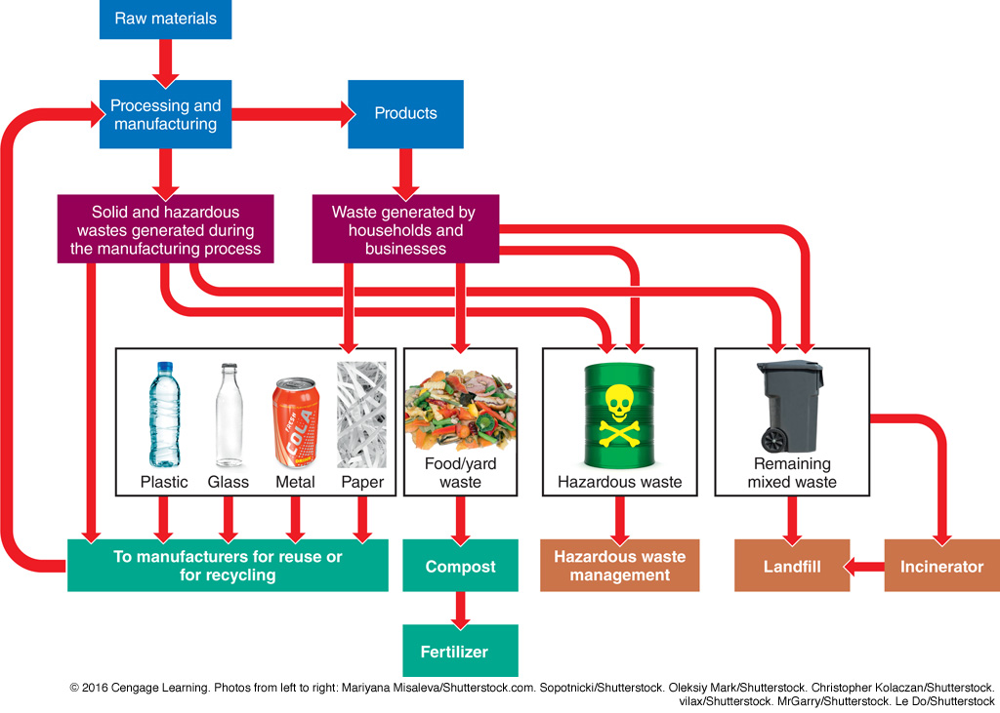 Raw materials
Processing and
manufacturing
Products
Solid and hazardous
wastes generated during
the manufacturing process
Waste generated by
households and
businesses
FRESH
COLA
DRINK
Plastic
Glass
Metal
Paper
Food/yard
waste
Hazardous waste
Remaining
mixed waste
To manufacturers for reuse or
for recycling
Compost
Hazardous waste
management
Landfill
Incinerator
Fertilizer
© 2016 Cengage Learning. Photos from left to right: Mariyana Misaleva/Shutterstock.com. Sopotnicki/Shutterstock. Oleksiy Mark/Shutterstock. Christopher Kolaczan/Shutterstock.
vilax/Shutterstock. MrGarry/Shutterstock. Le Do/Shutterstock